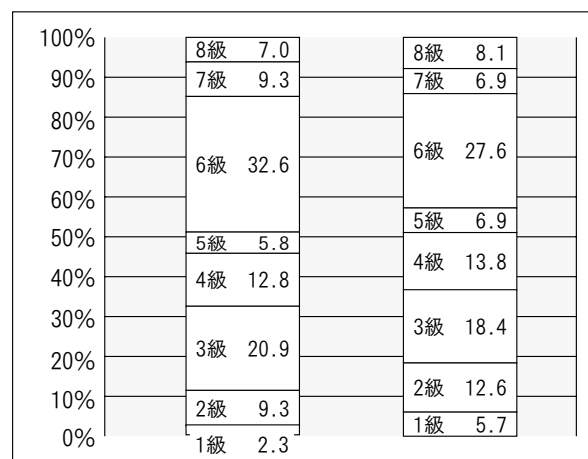 100%
90%
80%
70%
60%
50%
40%
30%
20%
10%
0%
8級 7.0
7級 9.3
6級 32.6
5級 5.8
4級 12.8
3級 20.9
2級 9.3
1級 2.3
8級 8.1
7級 6.9
6級 27.6
5級 6.9
4級 13.8
3級 18.4
2級 12.6
1級 5.7